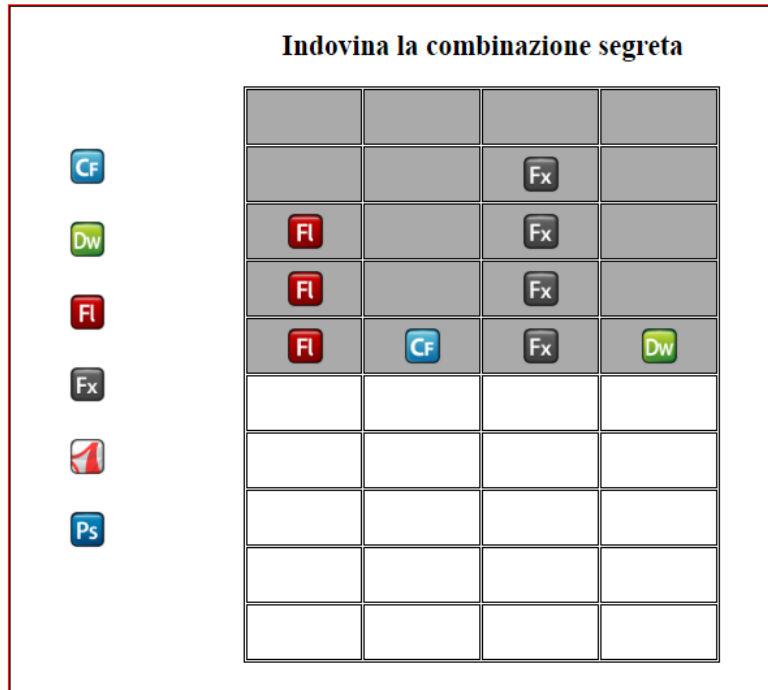 Indovina la combinazione segreta
CF
Fx
Dw
Fl Fx
Fl
Fl Fx
Fx
Fl CF Fx Dw
Ps